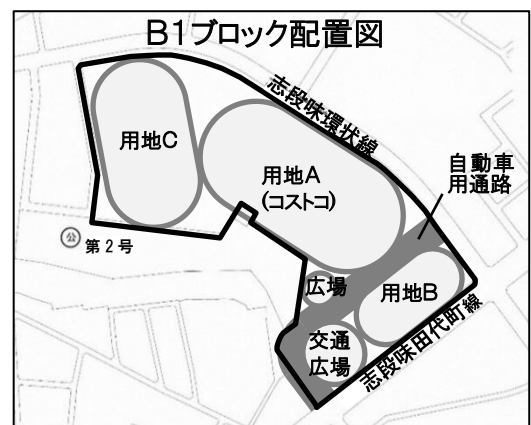 B1ブロック配置図
志段味環状線
用地C
自動車
用通路
用地A
(コストコ)
公
第2号
広場
用地B
交通
広場
志段味田代町線